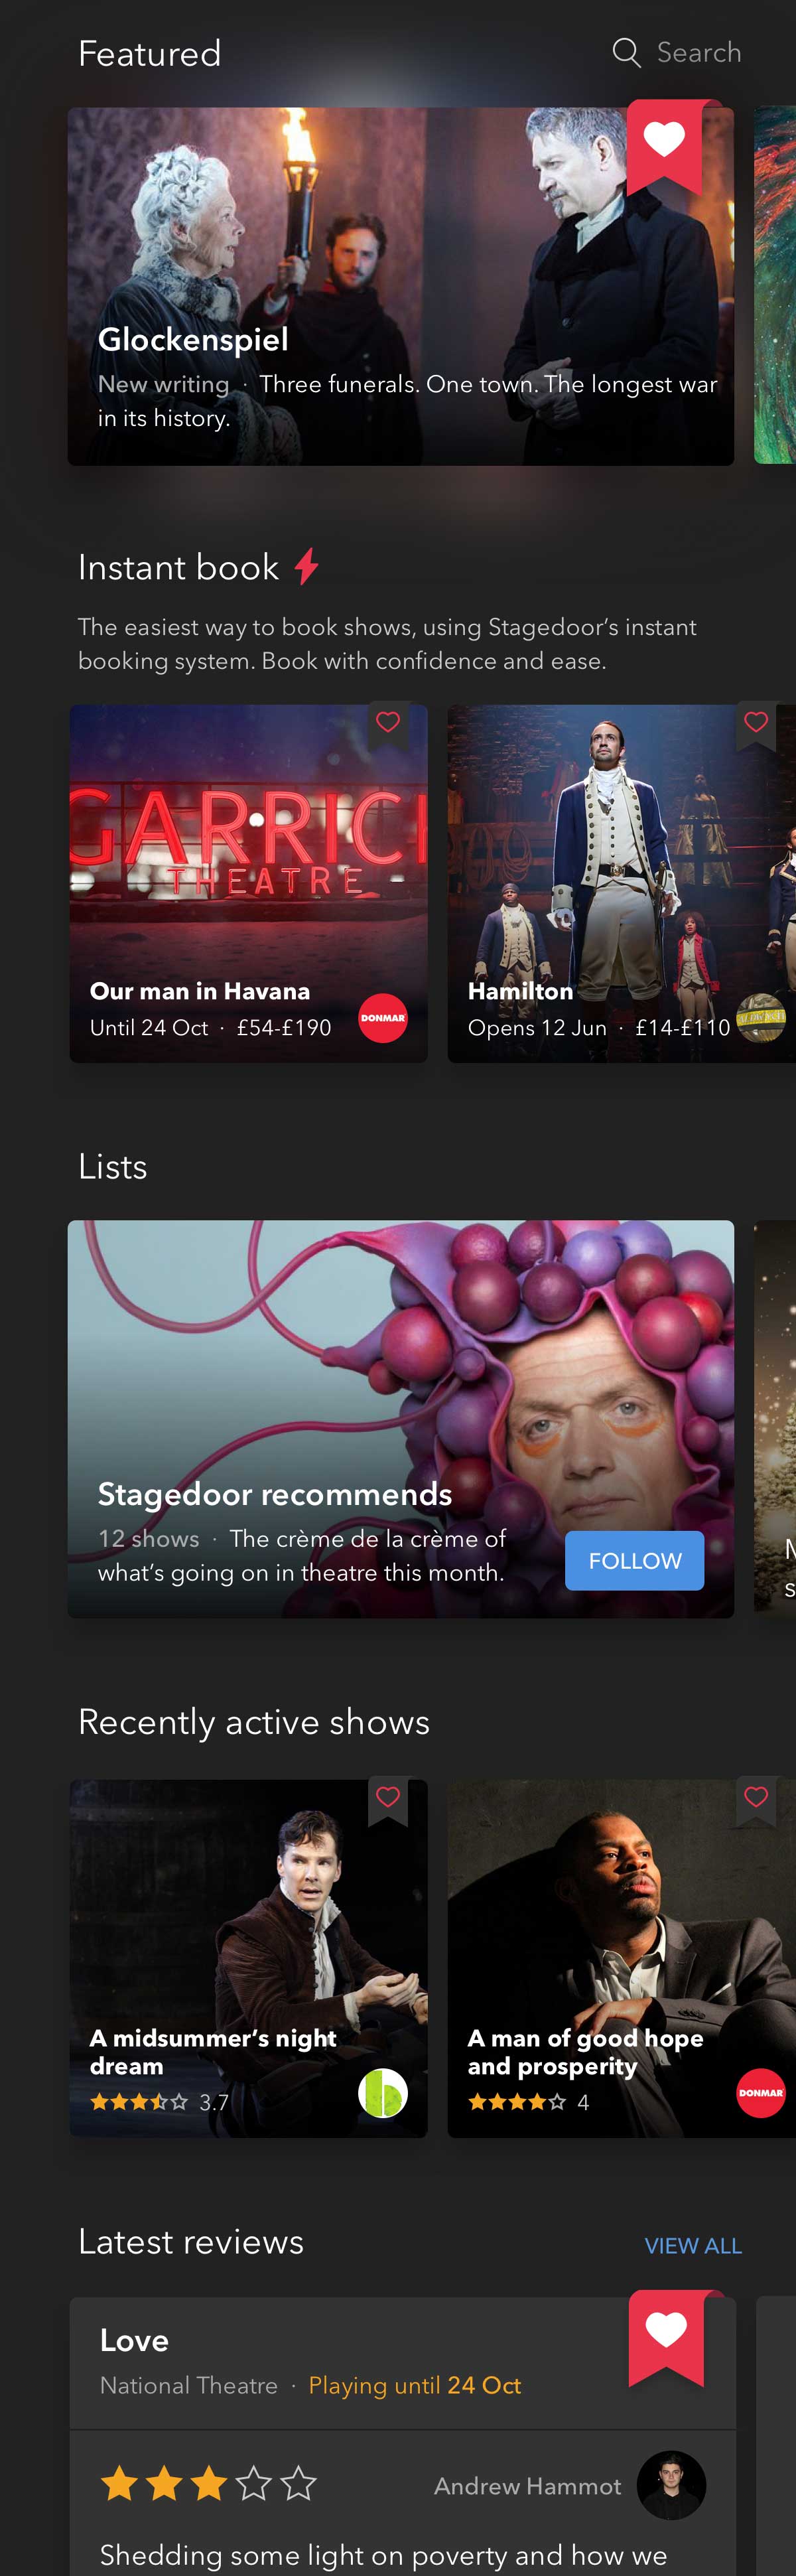 Featured
Search
Glockenspiel
New writing · Three funerals. One town. The longest war
in its history.
Instant book
The easiest way to book shows, using Stagedoor’s instant
booking system. Book with confidence and ease.
GARRIC
THEATRE
Our man in Havana
Until 24 Oct · £54-£190
DONMAR
Hamilton
Opens 12 Jun · £14-£110
Lists
Stagedoor recommends
12 shows · The crème de la crème of
what’s going on in theatre this month.
FOLLOW
Recently active shows
A midsummer’s night
dream
3.7
A man of good hope
and prosperity
4
DONMAR
Latest reviews
VIEW ALL
Love
National Theatre · Playing until 24 Oct
Andrew Hammot
Shedding some light on poverty and how we